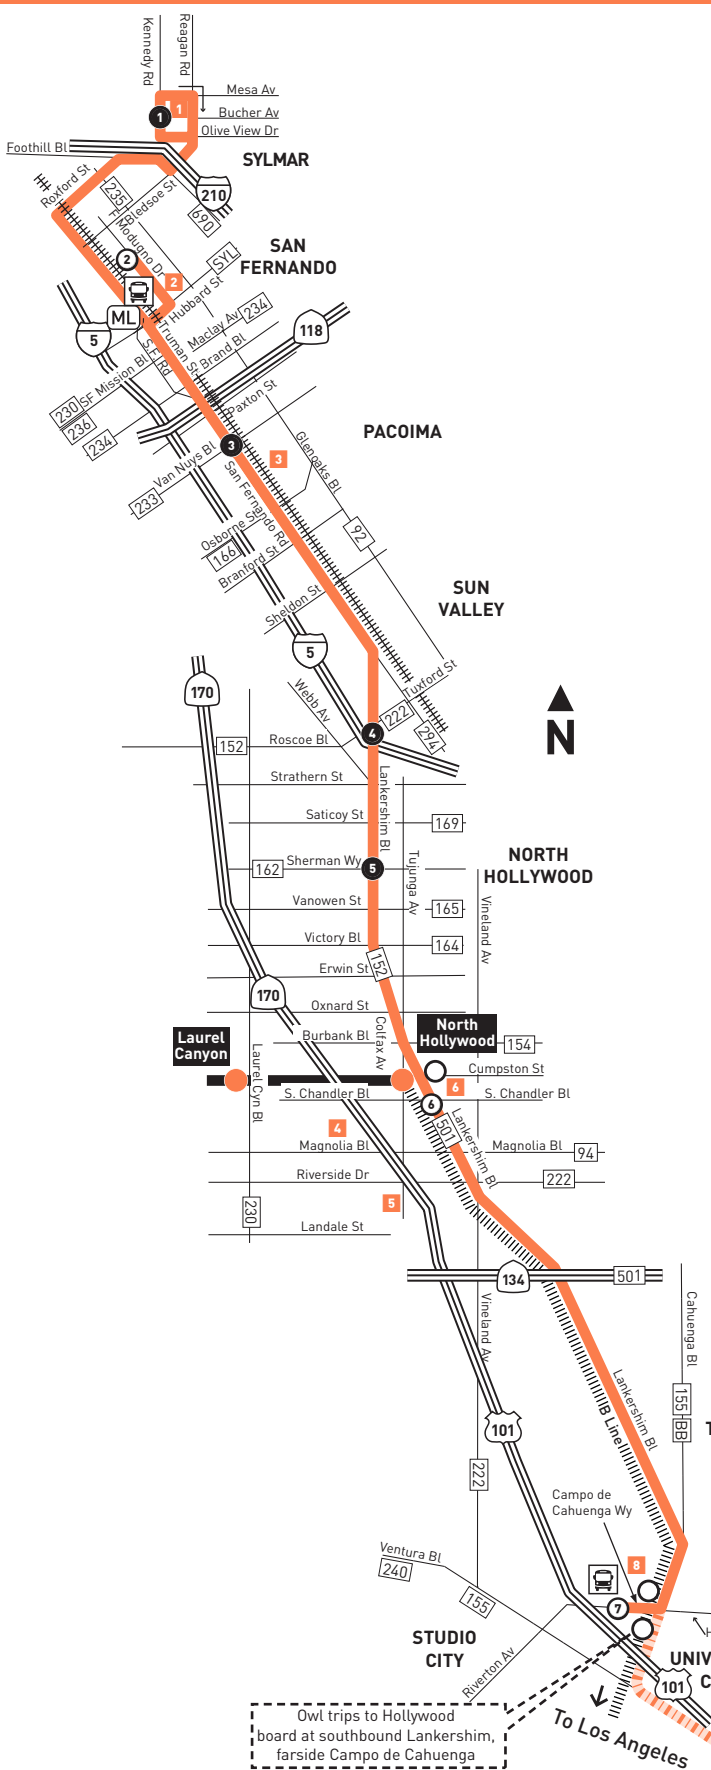 Kennedy Rd
Reagan Rd
Mesa Av
1
1
Bucher Av
Olive View Dr
Foothill Bl
SYLMAR
Roxford St
210
235
Bledsoe St
690
Modugno Dr
SAN
FERNANDO
2
SYL
2
Hubbard St
ML
234
Maclay Av
118
5
Truman St
Brand Bl
SF Mission Bl
230
236
Paxton St
234
PACOIMA
3
3
Van Nuys Bl
Glenoaks Bl
233
San Fernando Rd
Osborne St
92
166
Branford St
SUN
VALLEY
Sheldon St
5
Tuxford St
170
Webb Av
222
N
4
294
152
Roscoe Bl
Strathern St
Lankershim Bl
Saticoy St
169
NORTH
HOLLYWOOD
162
Sherman Wy
5
Tujunga Av
Vanowen St
165
Vineland Av
Victory Bl
164
152
Erwin St
170
Oxnard St
Laurel
Canyon
Burbank Bl
Colfax Av
North
Hollywood
154
Cumpston St
Laurel Cyn Bl
6
S. Chandler Bl
S. Chandler Bl
6
4
501
Lankershim Bl
Magnolia Bl
Magnolia Bl
94
Riverside Dr
222
5
230
Landale St
134
501
Vineland Av
Cahuenga Bl
Lankershim Bl
155
BB
T
B Line
101
222
Campo de
Cahuenga Wy
Ventura Bl
240
8
155
7
STUDIO
CITY
H
UNIV
C
Riverton Av
101
Owl trips to Hollywood
board at southbound Lankershim,
farside Campo de Cahuenga
To Los Angeles